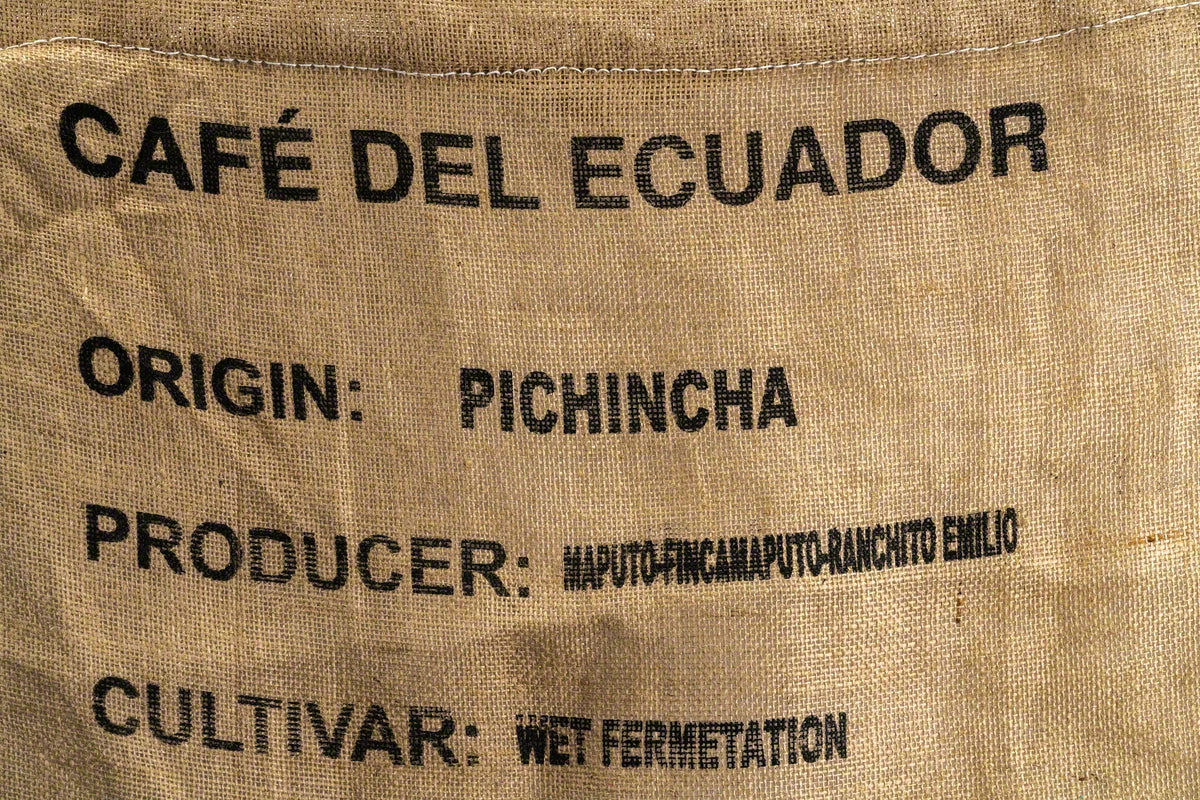 CAFÉ DEL ECUADOR
ORIGIN: PICHINCHA
PRODUCER: MAPUTO-FINCAMAPUTO-RANCHITO EMILIO
CULTIVAR: WET FERMETATION